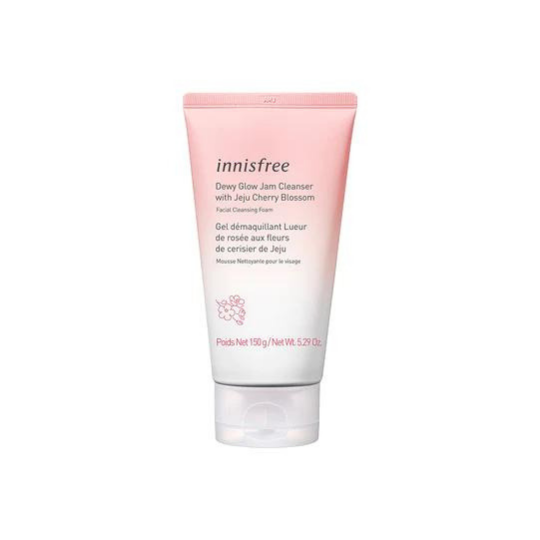 innisfree
Dewy Glow Jam Cleanser
with Jeju Cherry Blossom
Facial Cleansing Foam
Gel démaquillant Lueur
de rosée aux fleurs
de cerisier de Jeju
Mousse Nettoyante pour le visage
Poids Net 150 g / Net Wt. 5.29 Oz.